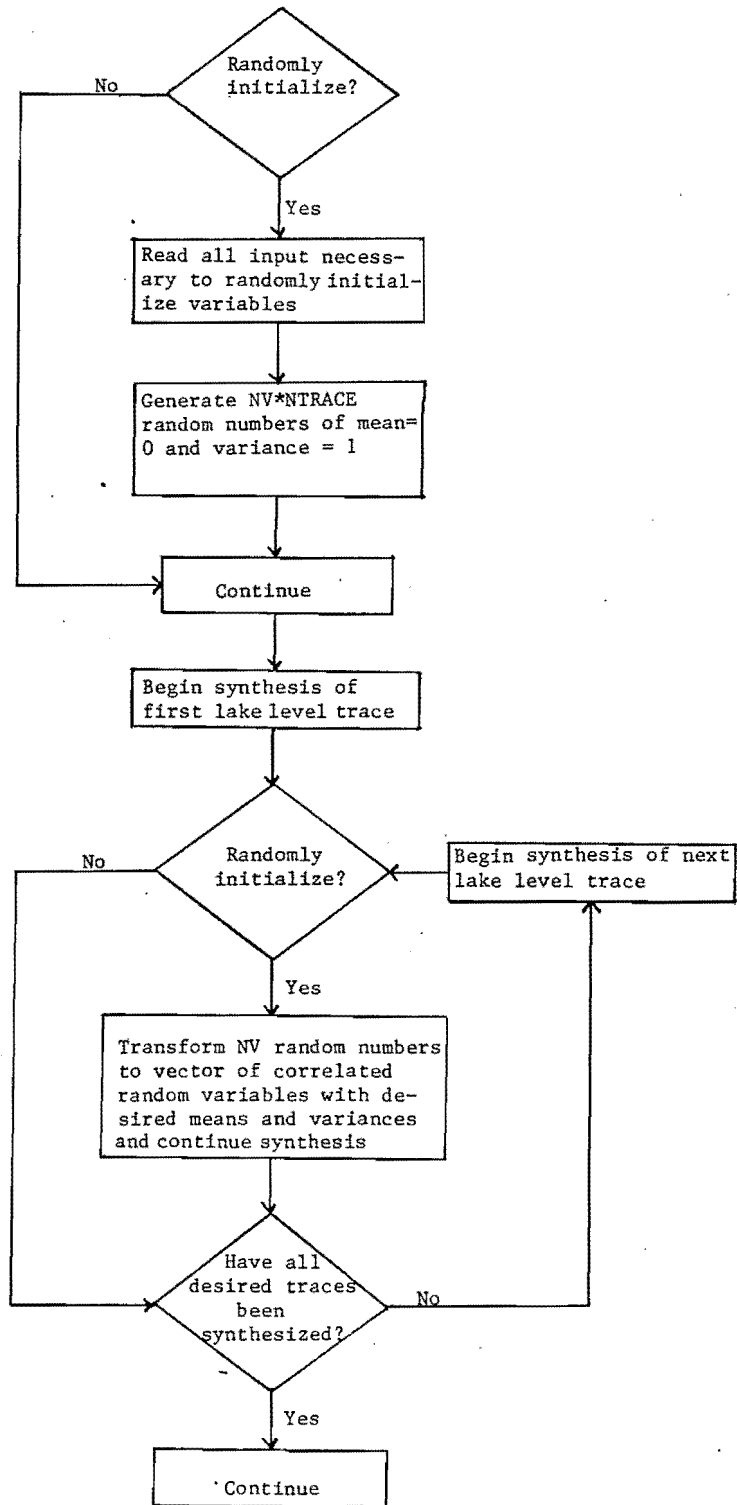 Randomly
initialize?
No
Yes
Read all input necess-
ary to randomly initial-
ize variables
Generate NV*NTRACE
random numbers of mean=
0 and variance = 1
Continue
Begin synthesis of
first lake level trace
Randomly
initialize?
No
Begin synthesis of next
lake level trace
Yes
Transform NV random numbers
to vector of correlated
random variables with de-
sired means and variances
and continue synthesis
Have all
desired traces
been
synthesized?
No
Yes
Continue